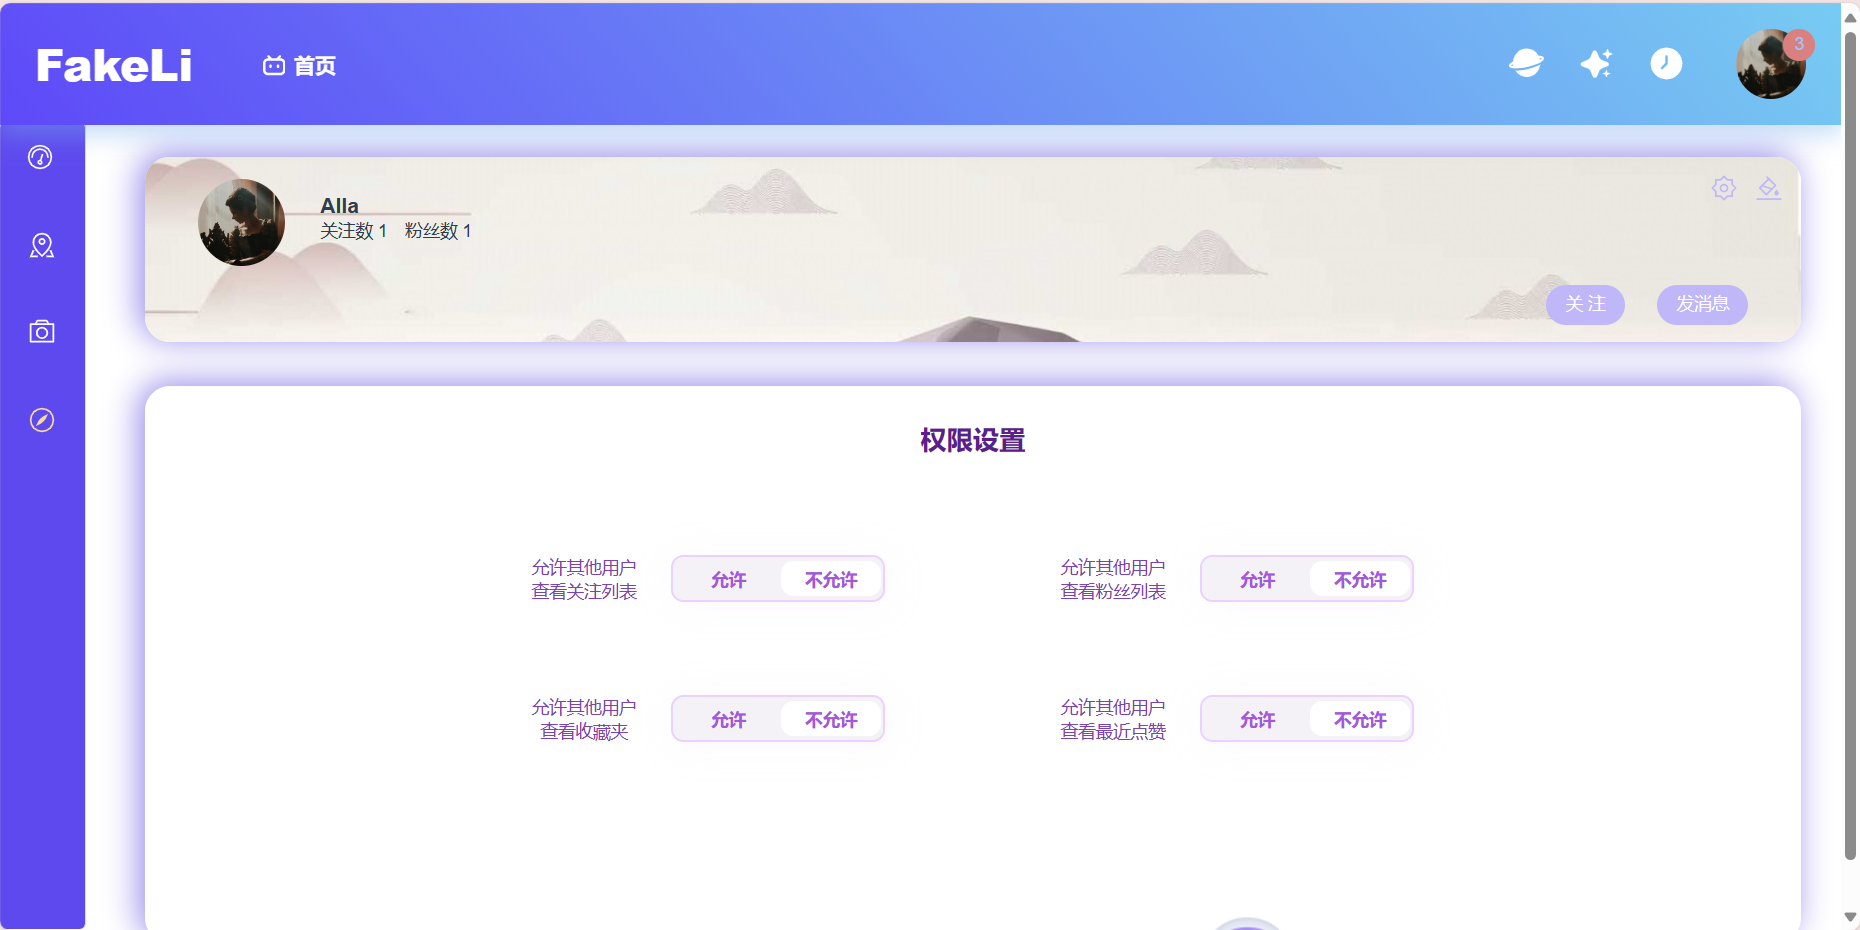 FakeLi
首页
3
Alla
关注数 1 粉丝数 1
关 注
发消息
权限设置
允许其他用户
查看关注列表
允许 不允许
允许其他用户
查看粉丝列表
允许 不允许
允许其他用户
查看收藏夹
允许 不允许
允许其他用户
查看最近点赞
允许 不允许